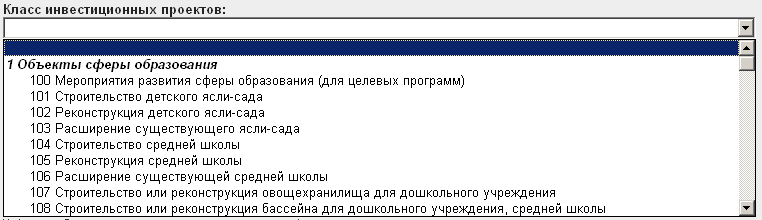 Класс инвестиционных проектов:
1 Объекты сферы образования
100 Мероприятия развития сферы образования (для целевых программ)
101 Строительство детского ясли-сада
102 Реконструкция детского ясли-сада
103 Расширение существующего ясли-сада
104 Строительство средней школы
105 Реконструкция средней школы
106 Расширение существующей средней школы
107 Строительство или реконструкция овощехранилища для дошкольного учреждения
108 Строительство или реконструкция бассейна для дошкольного учреждения, средней школы